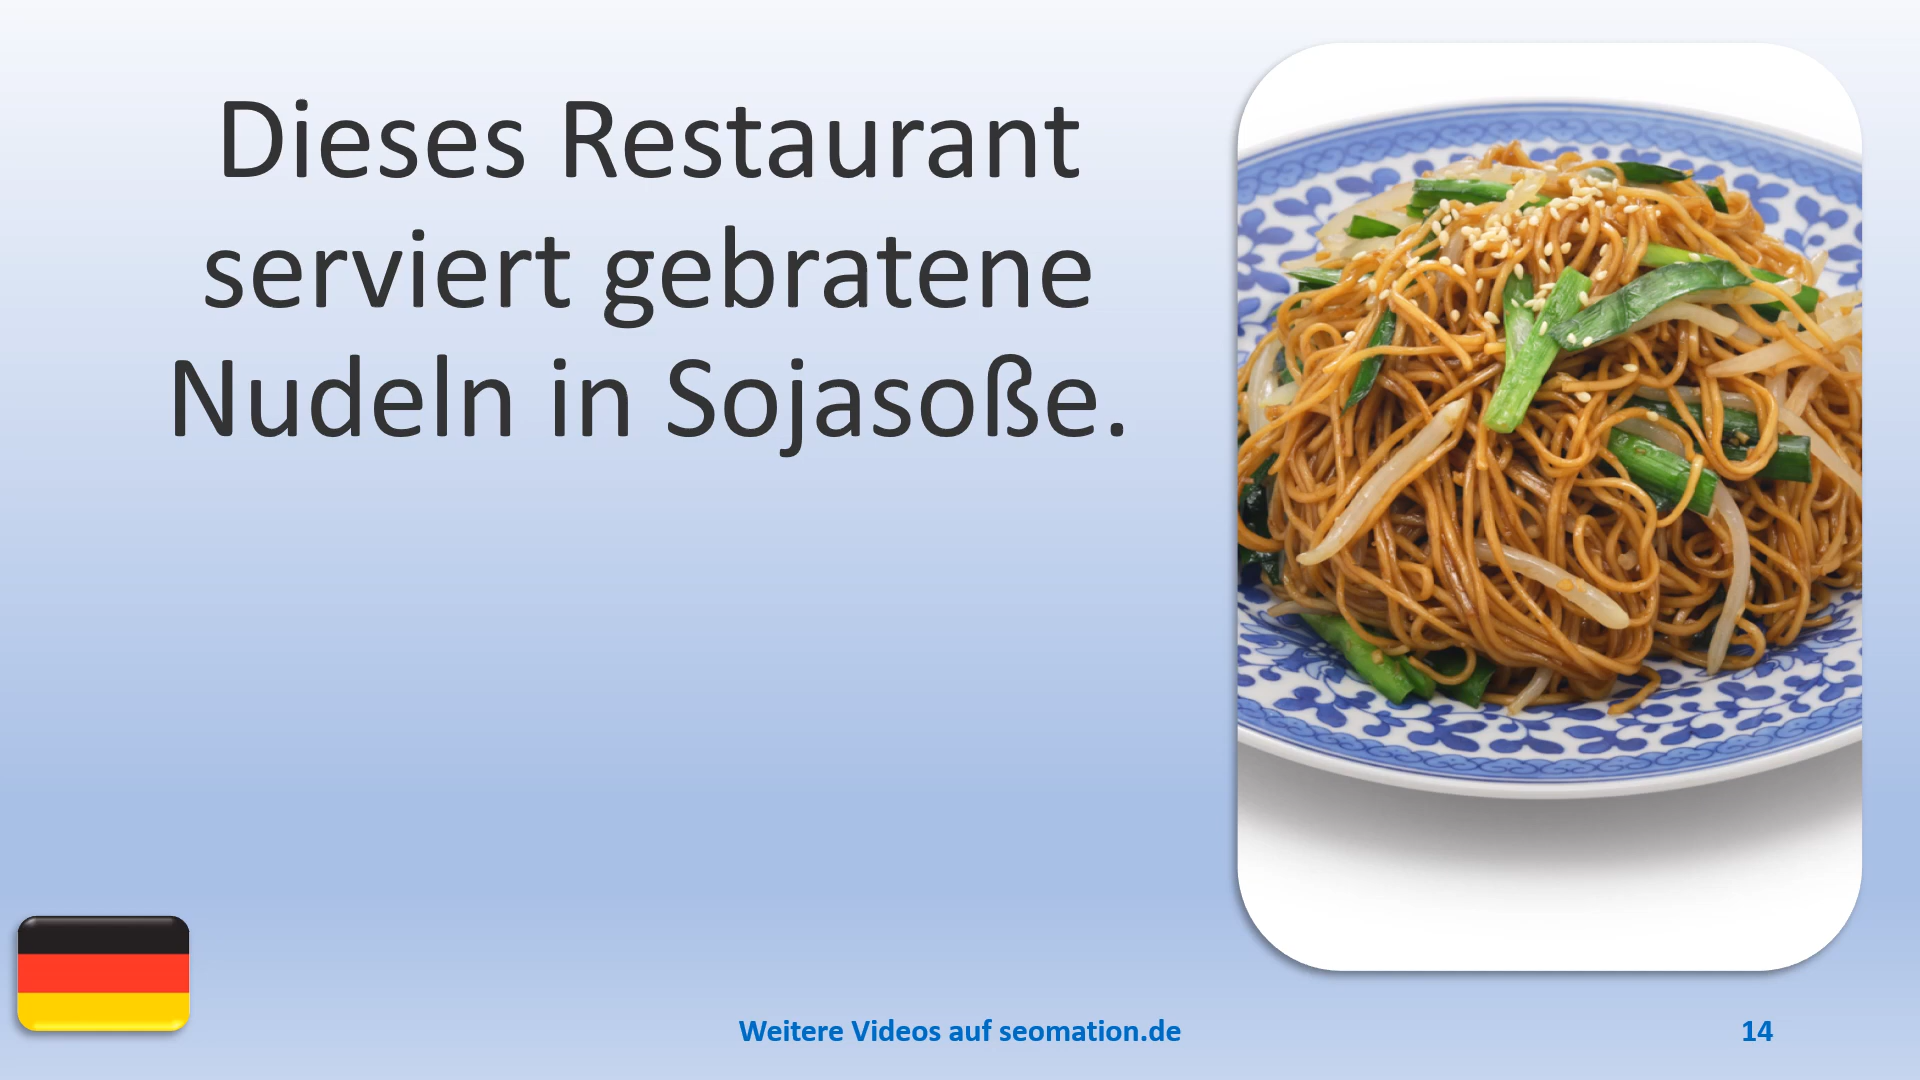 Dieses Restaurant
serviert gebratene
Nudeln in Sojasoße.
Weitere Videos auf seomation.de
14